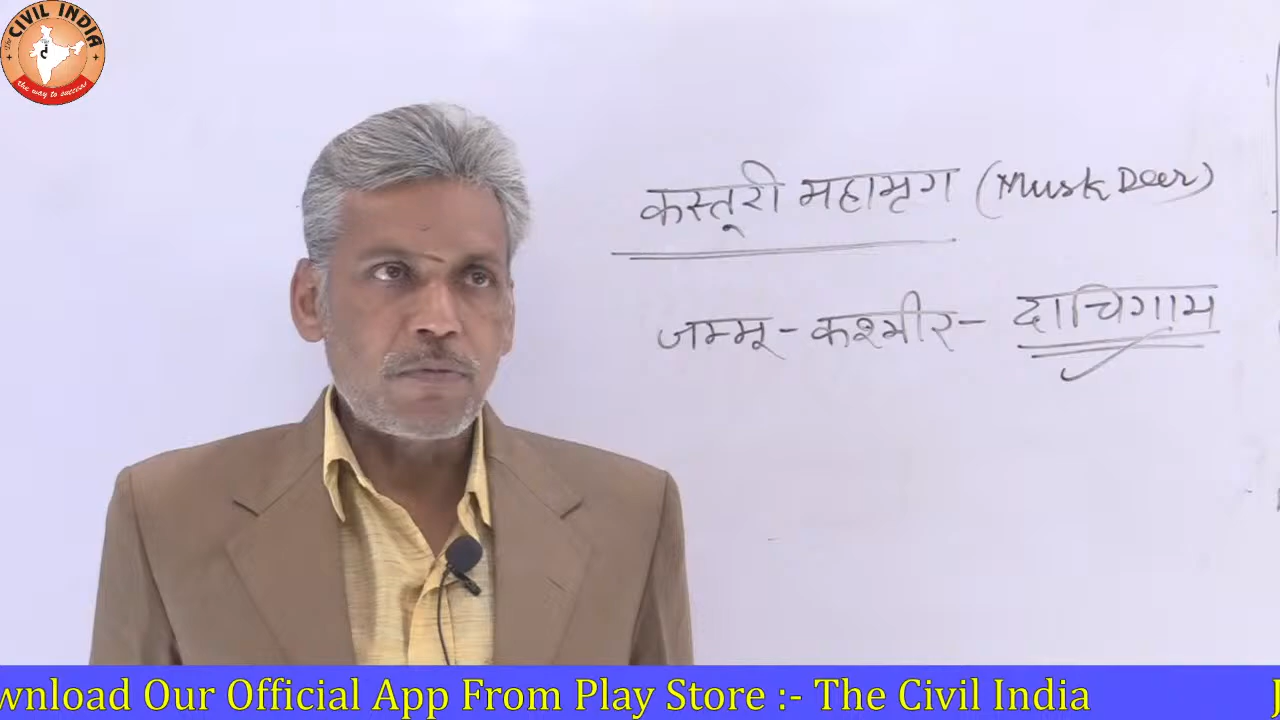 The CIVIL INDIA
the way to success
कस्तूरी महामृग (Musk Deer)
जम्मू - कश्मीर - दाचिगाम
wnload Our Official App From Play Store :- The Civil India